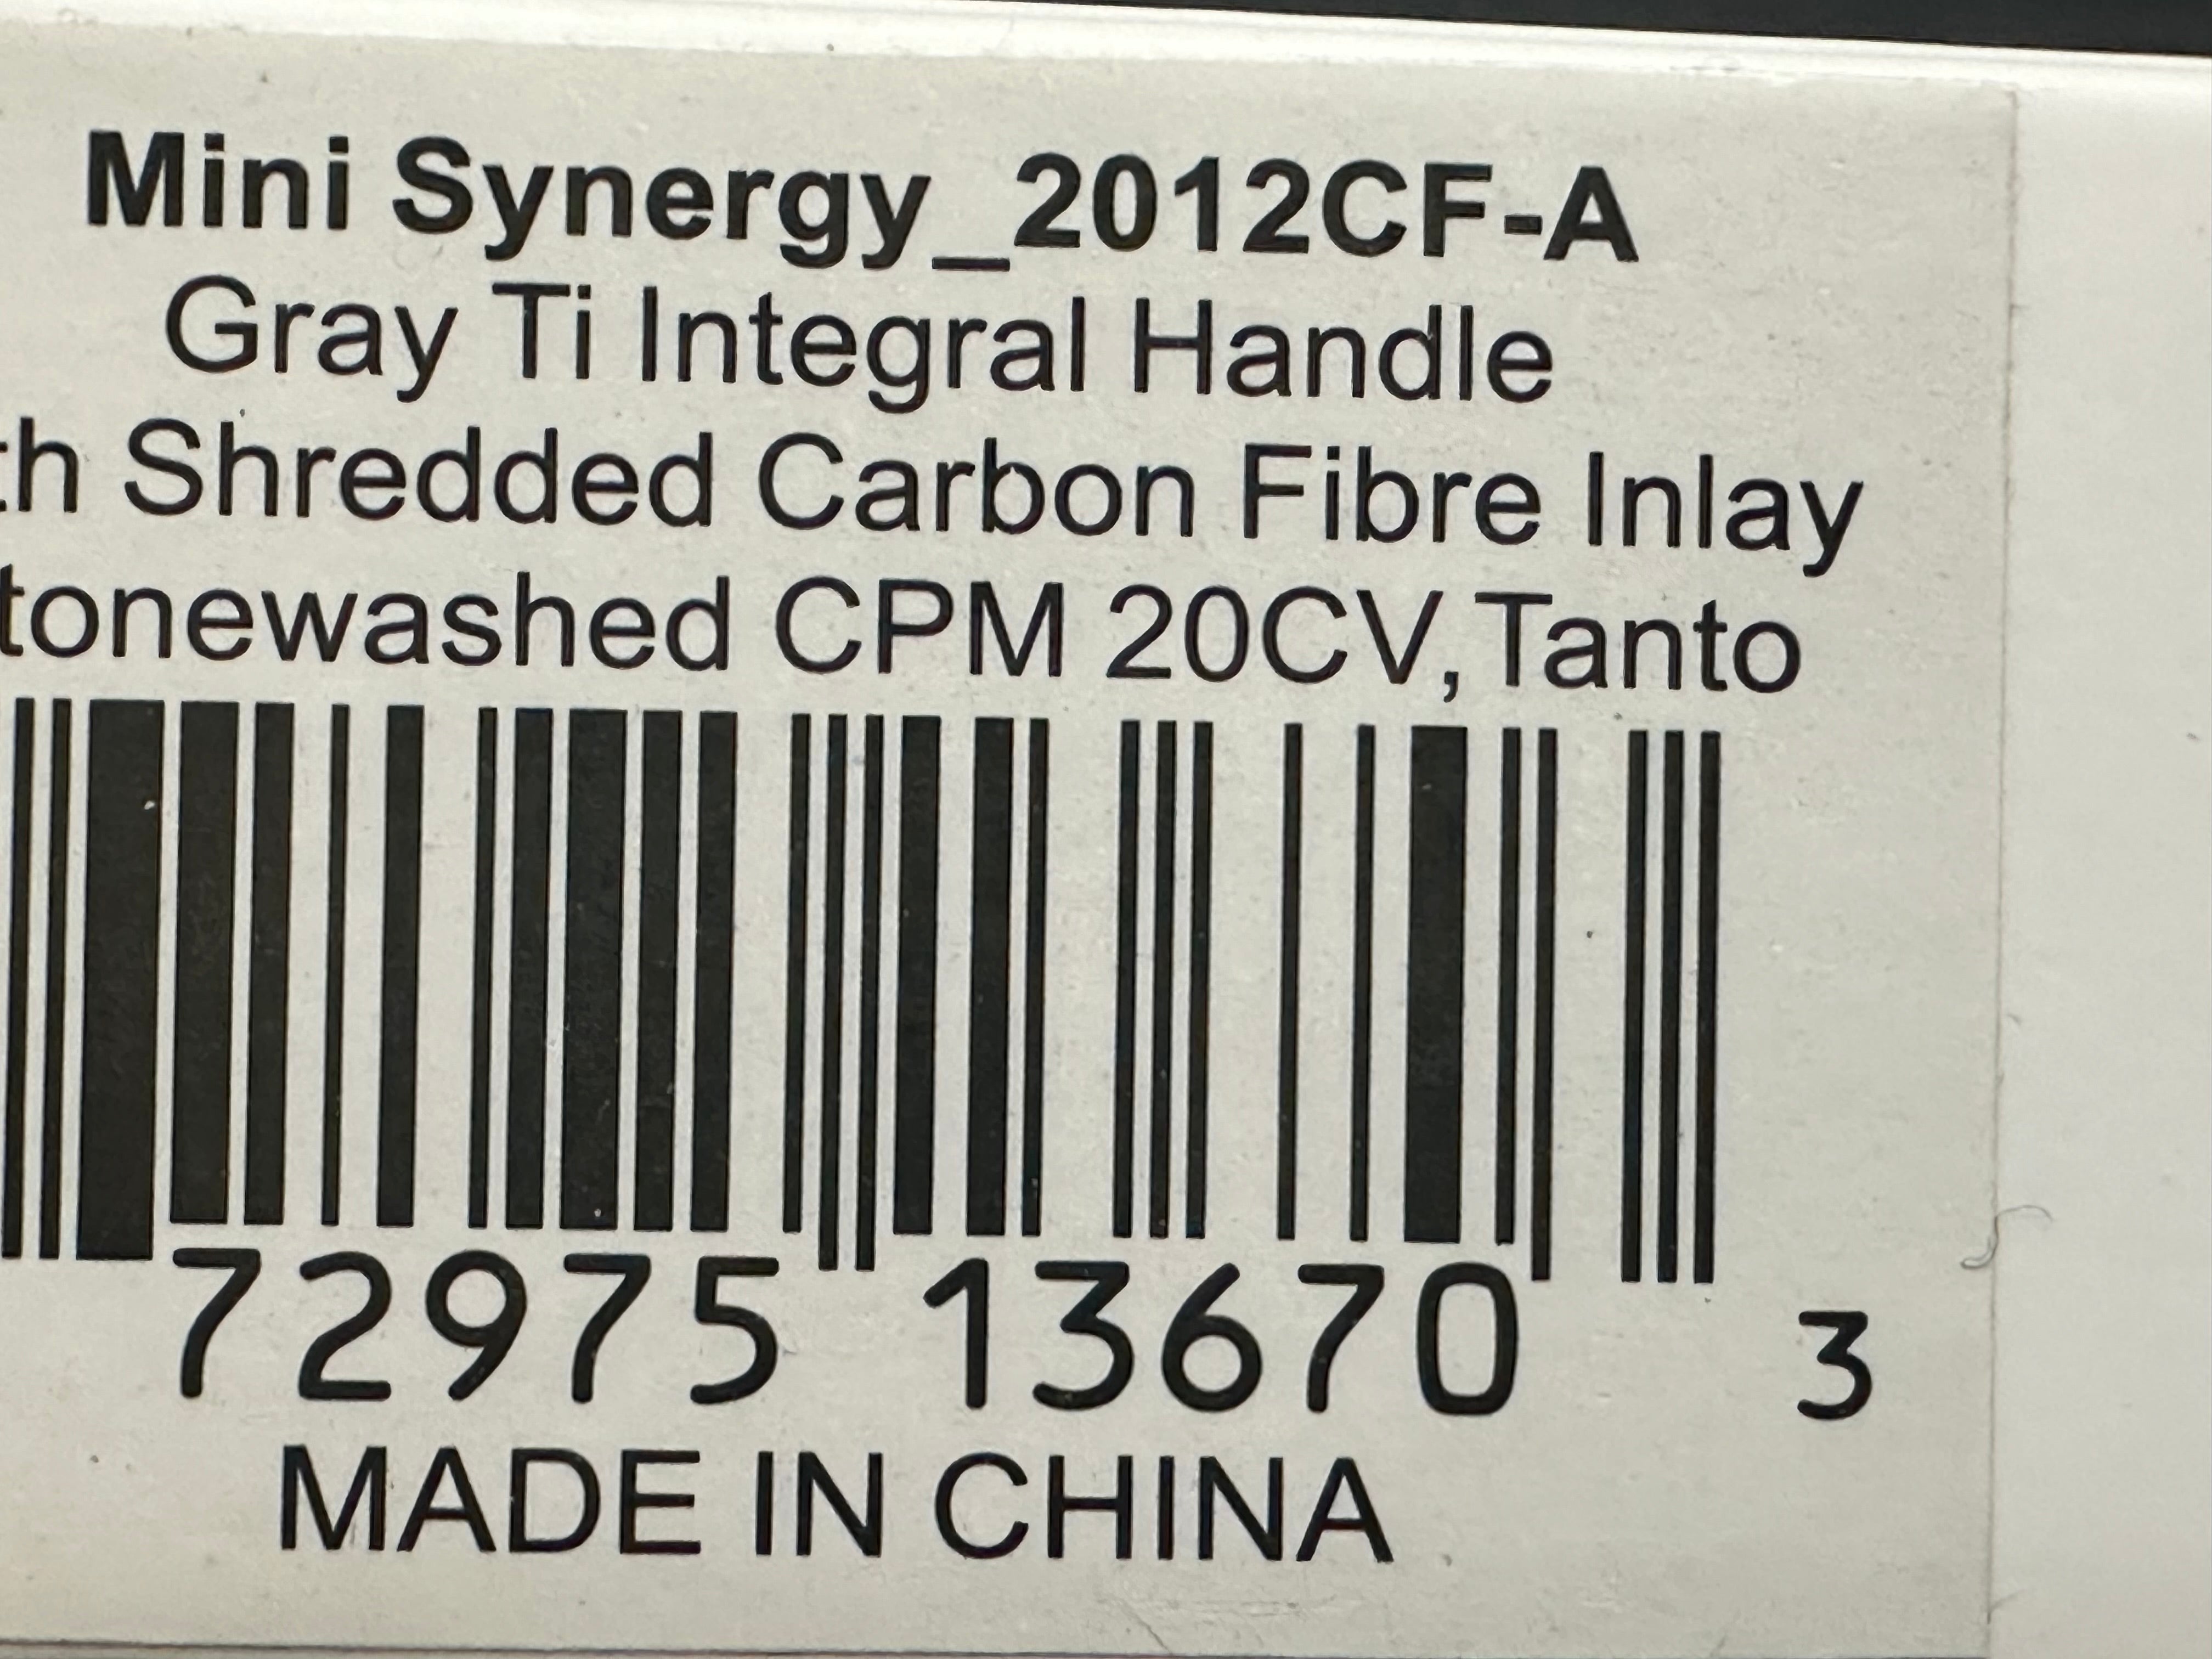 Mini Synergy_2012CF-A
Gray Ti Integral Handle
Shredded Carbon Fibre Inlay
CPM 20CV,Tanto
72975 13670 3
MADE IN CHINA